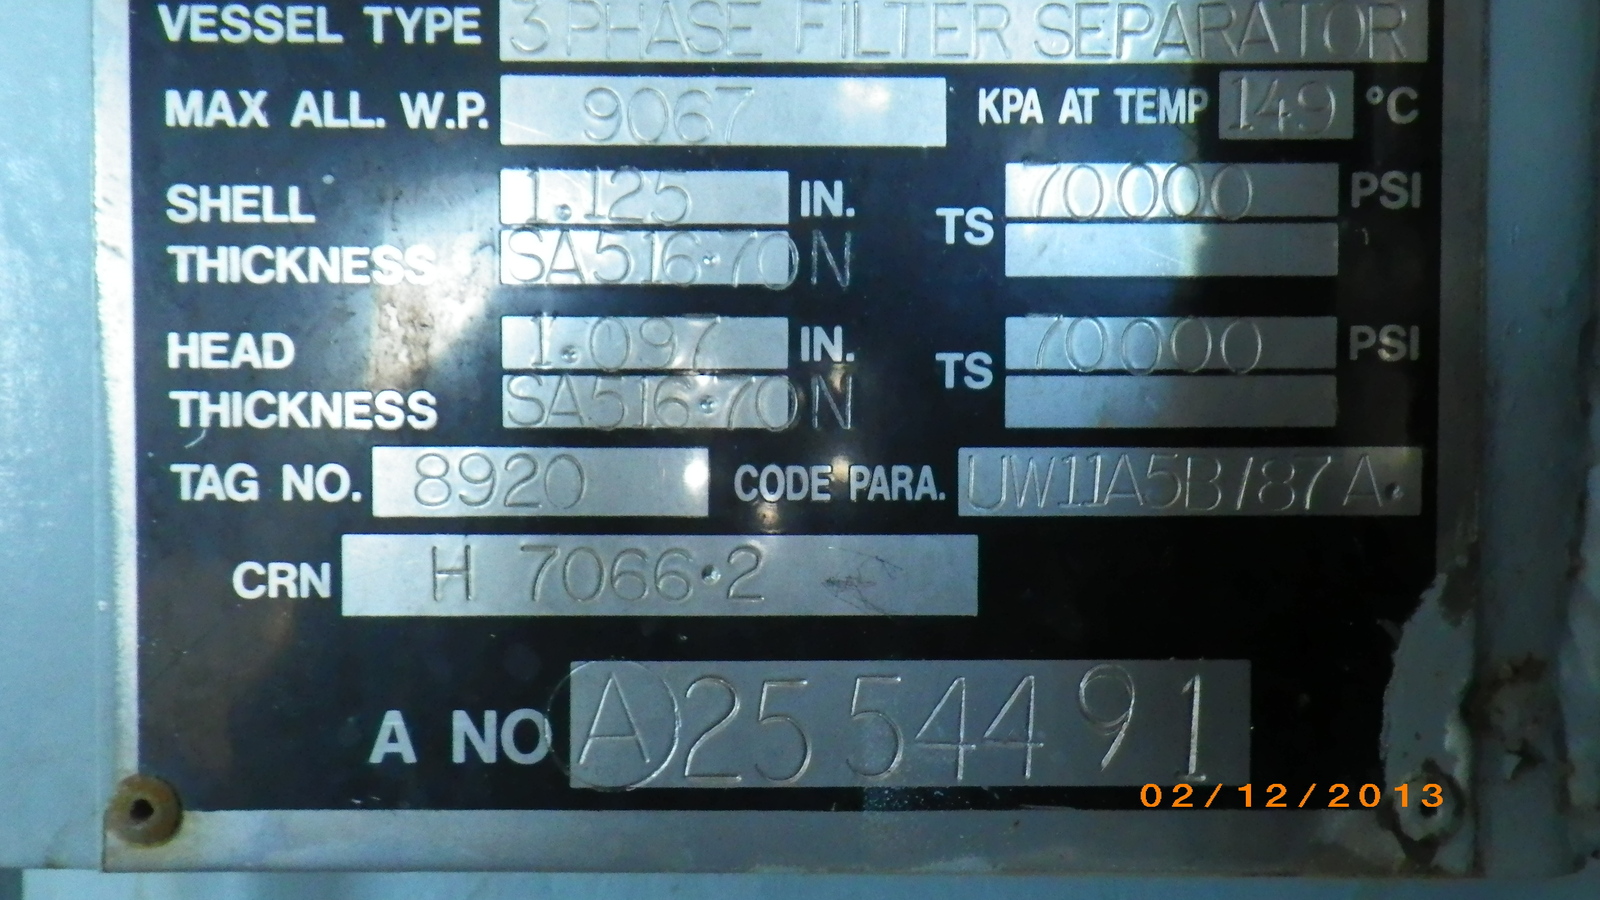 VESSEL TYPE 3 PHASE FILTER SEPARATOR
MAX ALL. W.P. 9067 KPA AT TEMP 149 °C
SHELL 1.125 IN. TS 70000 PSI
THICKNESS SA516·70N
HEAD 1.097 IN. TS 70000 PSI
THICKNESS SA516·70N
TAG NO. 8920 CODE PARA. UW11A5B/87 A.
CRN H 7066·2
A NO A 2554491
02/12/2013